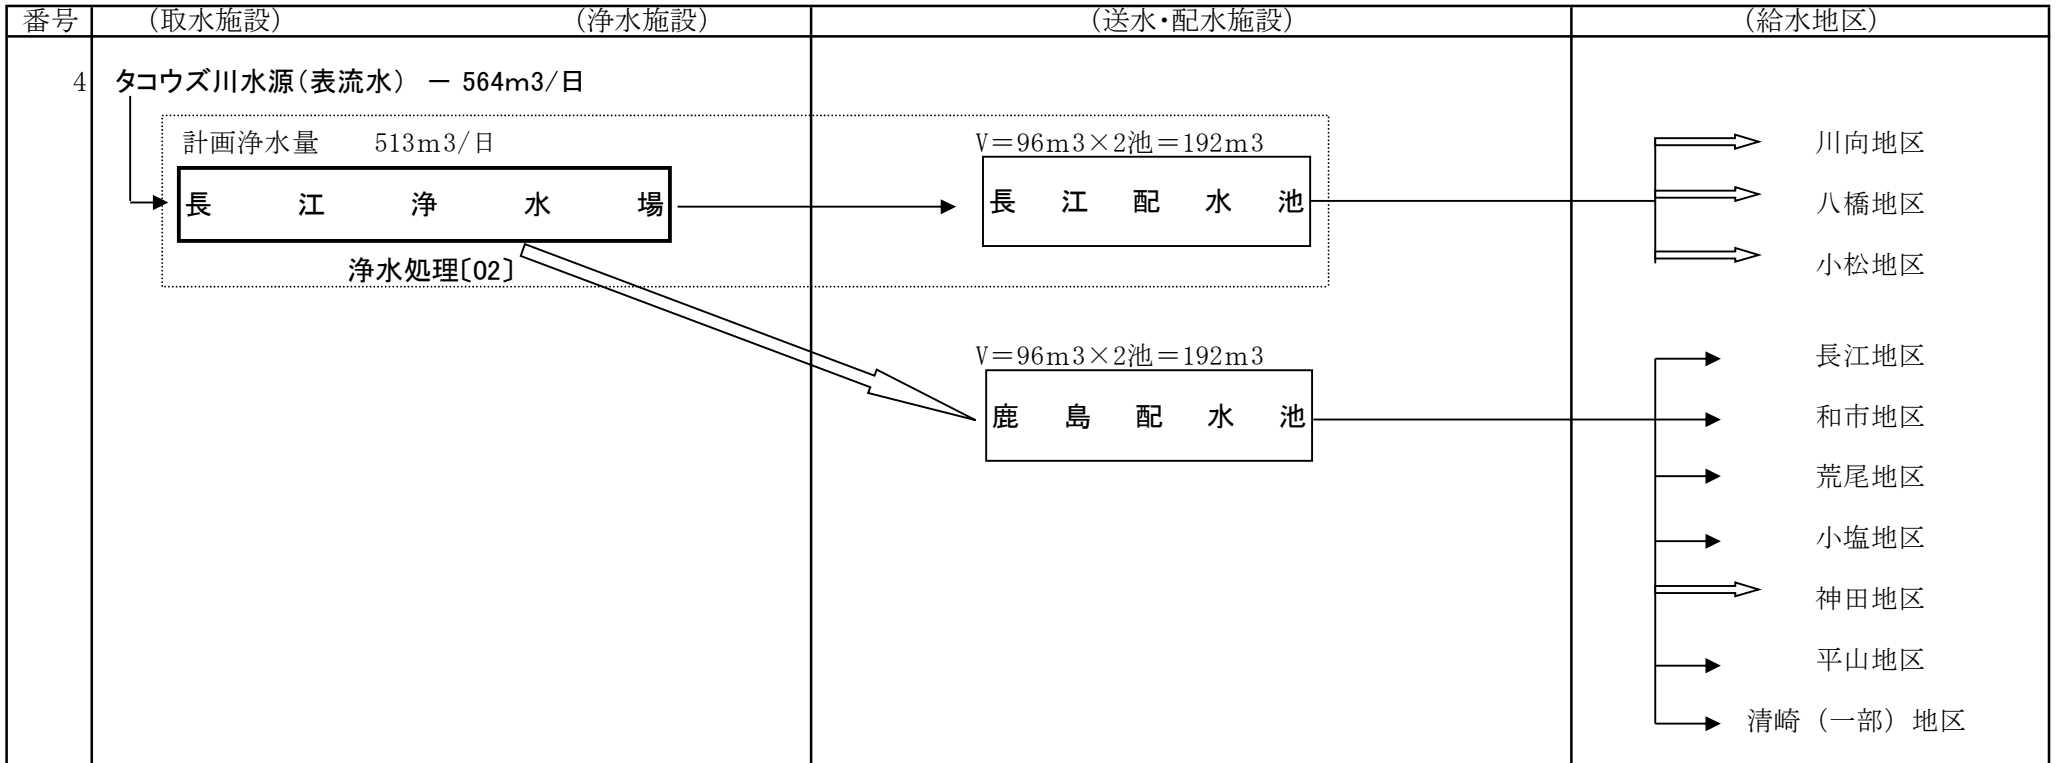 番号 (取水施設) (浄水施設) (送水・配水施設) (給水地区)
4 タコウズ川水源(表流水) － 564m3/日
計画浄水量 513m3/日
長江浄水場
浄水処理〔02〕
V＝96m3×2池＝192m3
長江配水池
川向地区
八橋地区
小松地区
V＝96m3×2池＝192m3
鹿島配水池
長江地区
和市地区
荒尾地区
小塩地区
神田地区
平山地区
清崎（一部）地区